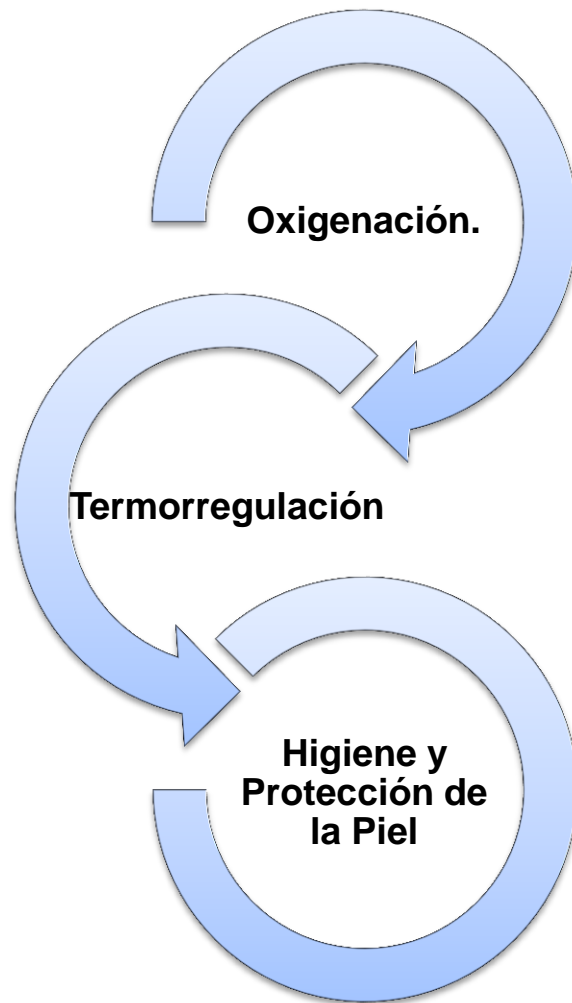 Oxigenación.
Termorregulación
Higiene y
Protección de
la Piel